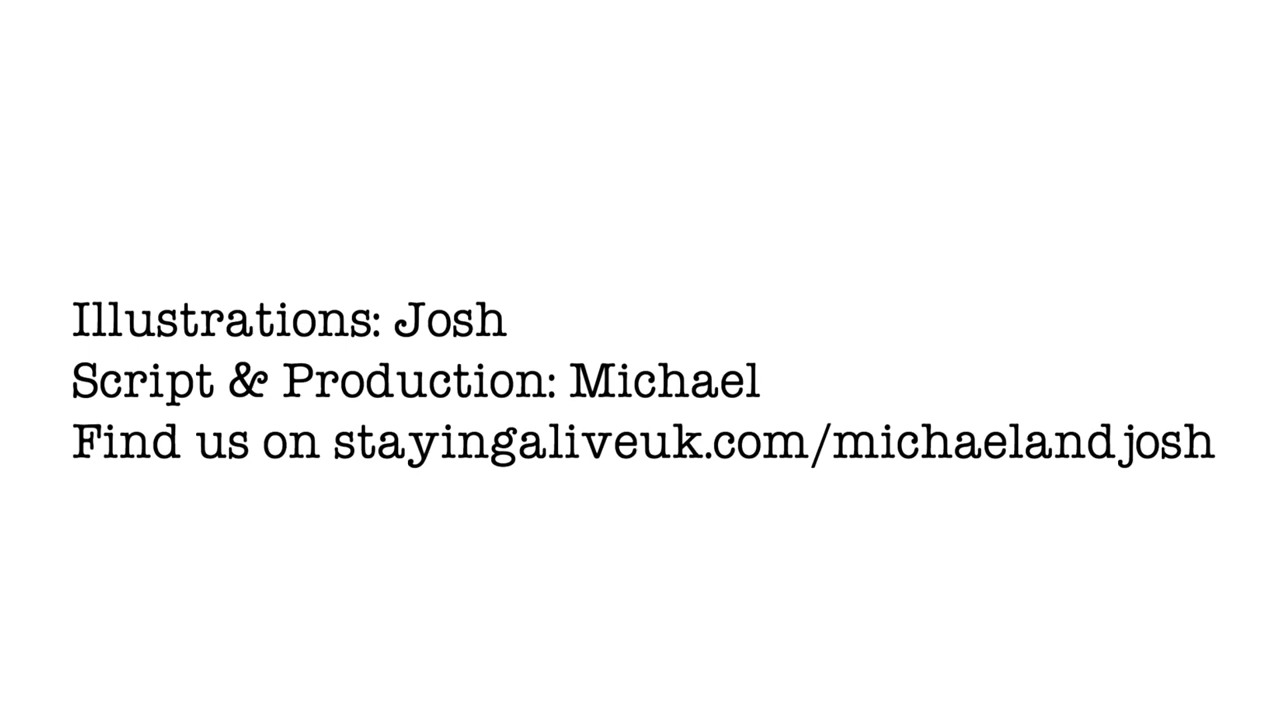 Illustrations: Josh
Script & Production: Michael
Find us on stayingaliveuk.com/michaelandjosh